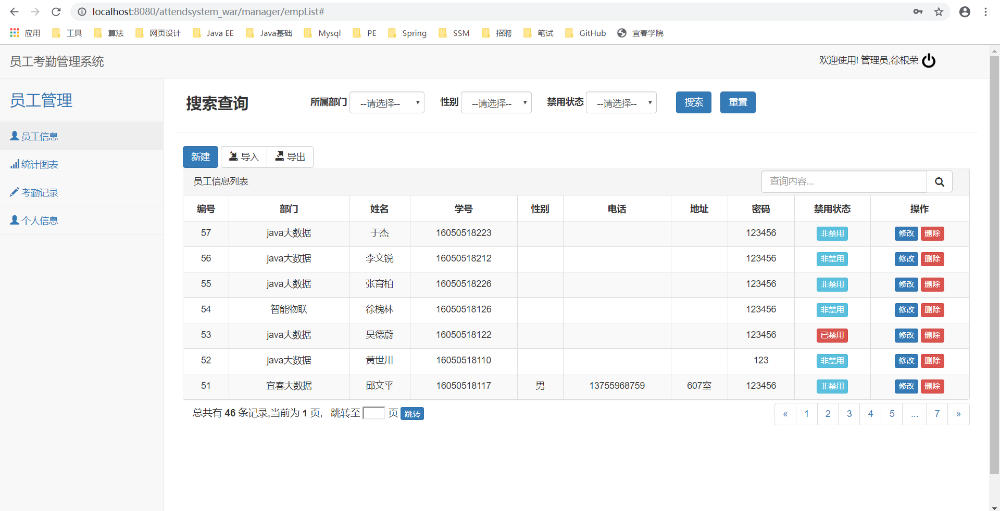 localhost:8080/attendsystem_war/manager/empList#
应用 工具 算法 网页设计 Java EE Java基础 Mysql PE Spring SSM 招聘 笔试 GitHub 宜春学院
员工考勤管理系统 欢迎使用! 管理员,徐根荣
员工管理
员工信息
统计图表
考勤记录
个人信息
搜索查询 所属部门 --请选择-- 性别 --请选择-- 禁用状态 --请选择-- 搜索 重置
新建 导入 导出
员工信息列表 查询内容...
编号 部门 姓名 学号 性别 电话 地址 密码 禁用状态 操作
57 java大数据 于杰 16050518223 123456 非禁用 修改 删除
56 java大数据 李文锐 16050518212 123456 非禁用 修改 删除
55 java大数据 张育柏 16050518226 123456 非禁用 修改 删除
54 智能物联 徐槐林 16050518126 123456 非禁用 修改 删除
53 java大数据 吴德蔚 16050518122 123456 已禁用 修改 删除
52 java大数据 黄世川 16050518110 123 非禁用 修改 删除
51 宜春大数据 邱文平 16050518117 男 13755968759 607室 123456 非禁用 修改 删除
总共有 46 条记录,当前为 1 页, 跳转至 页 跳转 « 1 2 3 4 5 ... 7 »